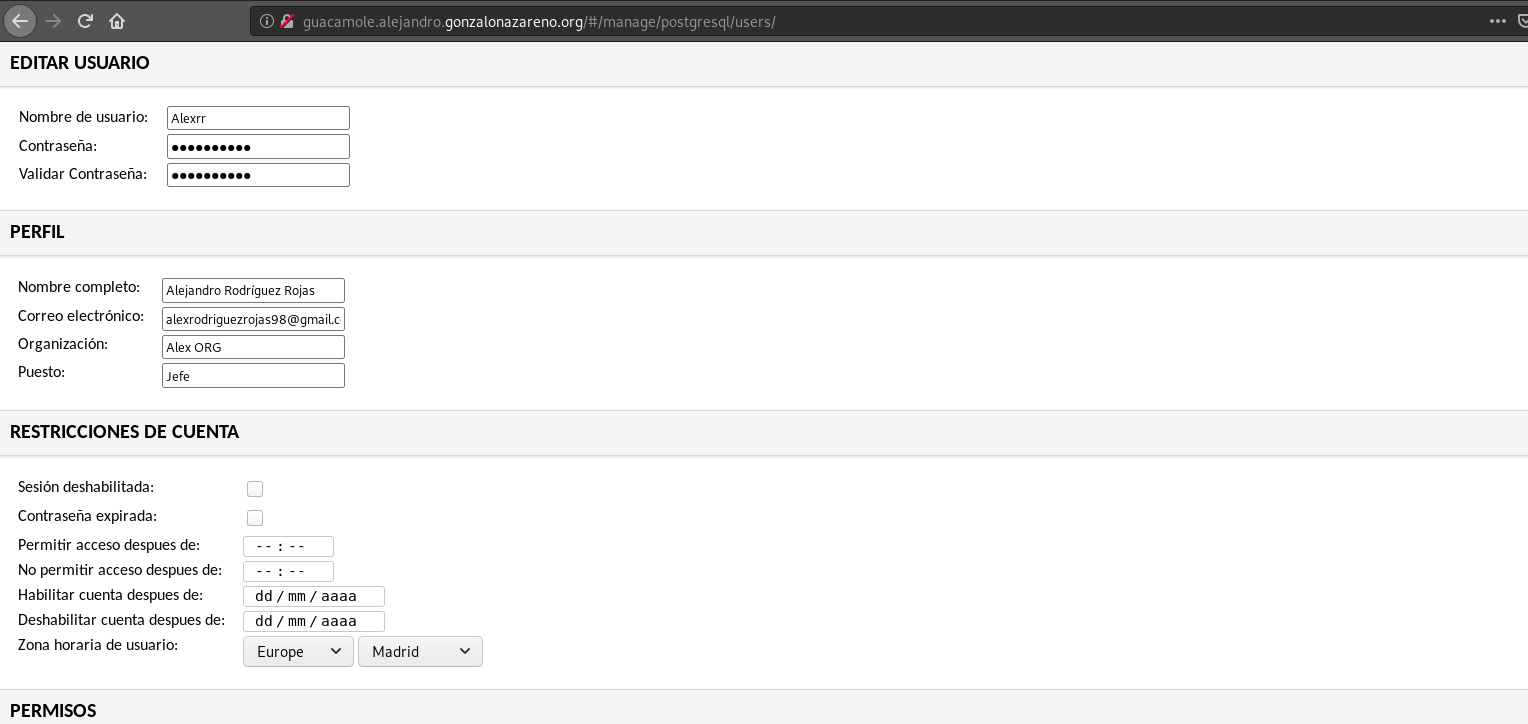 guacamole.alejandro.gonzalonazareno.org/#/manage/postgresql/users/
EDITAR USUARIO
Nombre de usuario: Alexrr
Contraseña: ●●●●●●●●●●
Validar Contraseña: ●●●●●●●●●●
PERFIL
Nombre completo: Alejandro Rodríguez Rojas
Correo electrónico: alexrodriguezrojas98@gmail.c
Organización: Alex ORG
Puesto: Jefe
RESTRICCIONES DE CUENTA
Sesión deshabilitada:
Contraseña expirada:
Permitir acceso despues de: --:--
No permitir acceso despues de: --:--
Habilitar cuenta despues de: dd/mm/aaaa
Deshabilitar cuenta despues de: dd/mm/aaaa
Zona horaria de usuario: Europe Madrid
PERMISOS